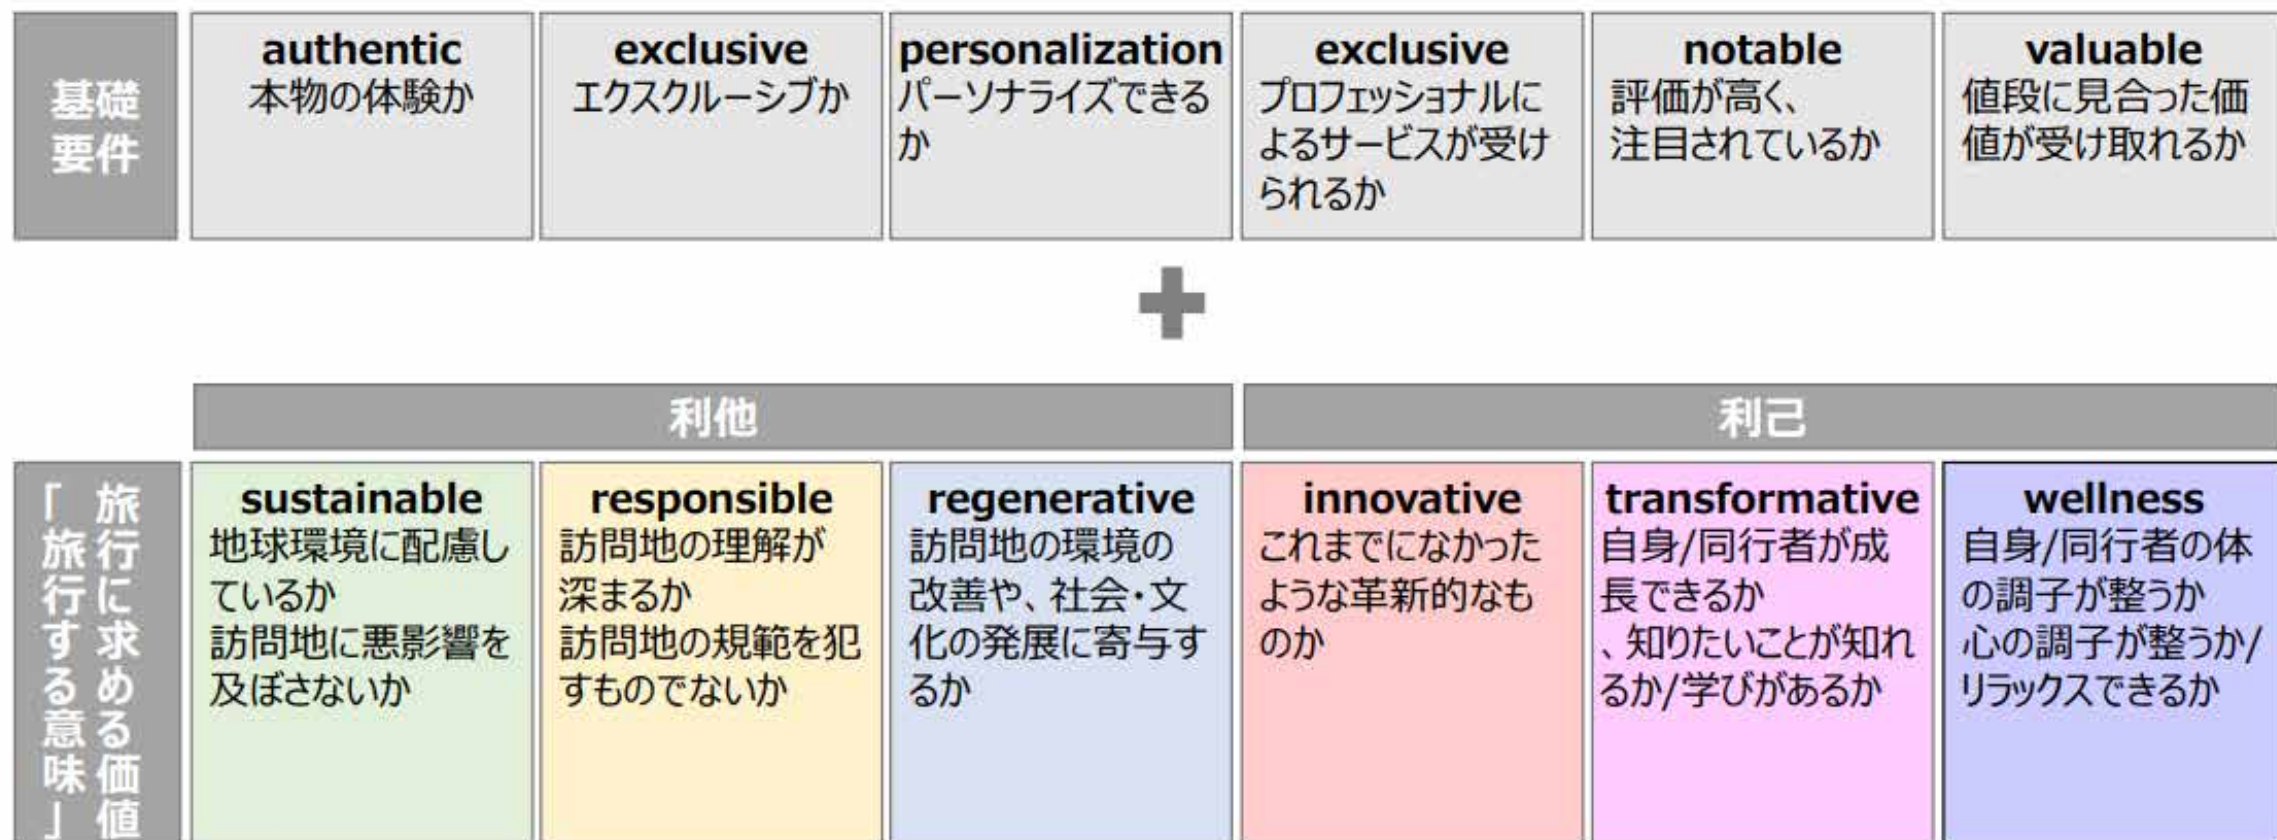 基礎
要件
authentic
本物の体験か
exclusive
エクスクルーシブか
personalization
パーソナライズできる
か
exclusive
プロフェッショナルに
よるサービスが受け
られるか
notable
評価が高く、
注目されているか
valuable
値段に見合った価
値が受け取れるか
利他
利己
旅行に求める価値
「旅行する意味」
sustainable
地球環境に配慮し
ているか
訪問地に悪影響を
及ぼさないか
responsible
訪問地の理解が
深まるか
訪問地の規範を犯
すものでないか
regenerative
訪問地の環境の
改善や、社会・文
化の発展に寄与す
るか
innovative
これまでになかった
ような革新的なも
のか
transformative
自身/同行者が成
長できるか
、知りたいことが知れ
るか/学びがあるか
wellness
自身/同行者の体
の調子が整うか
心の調子が整うか/
リラックスできるか